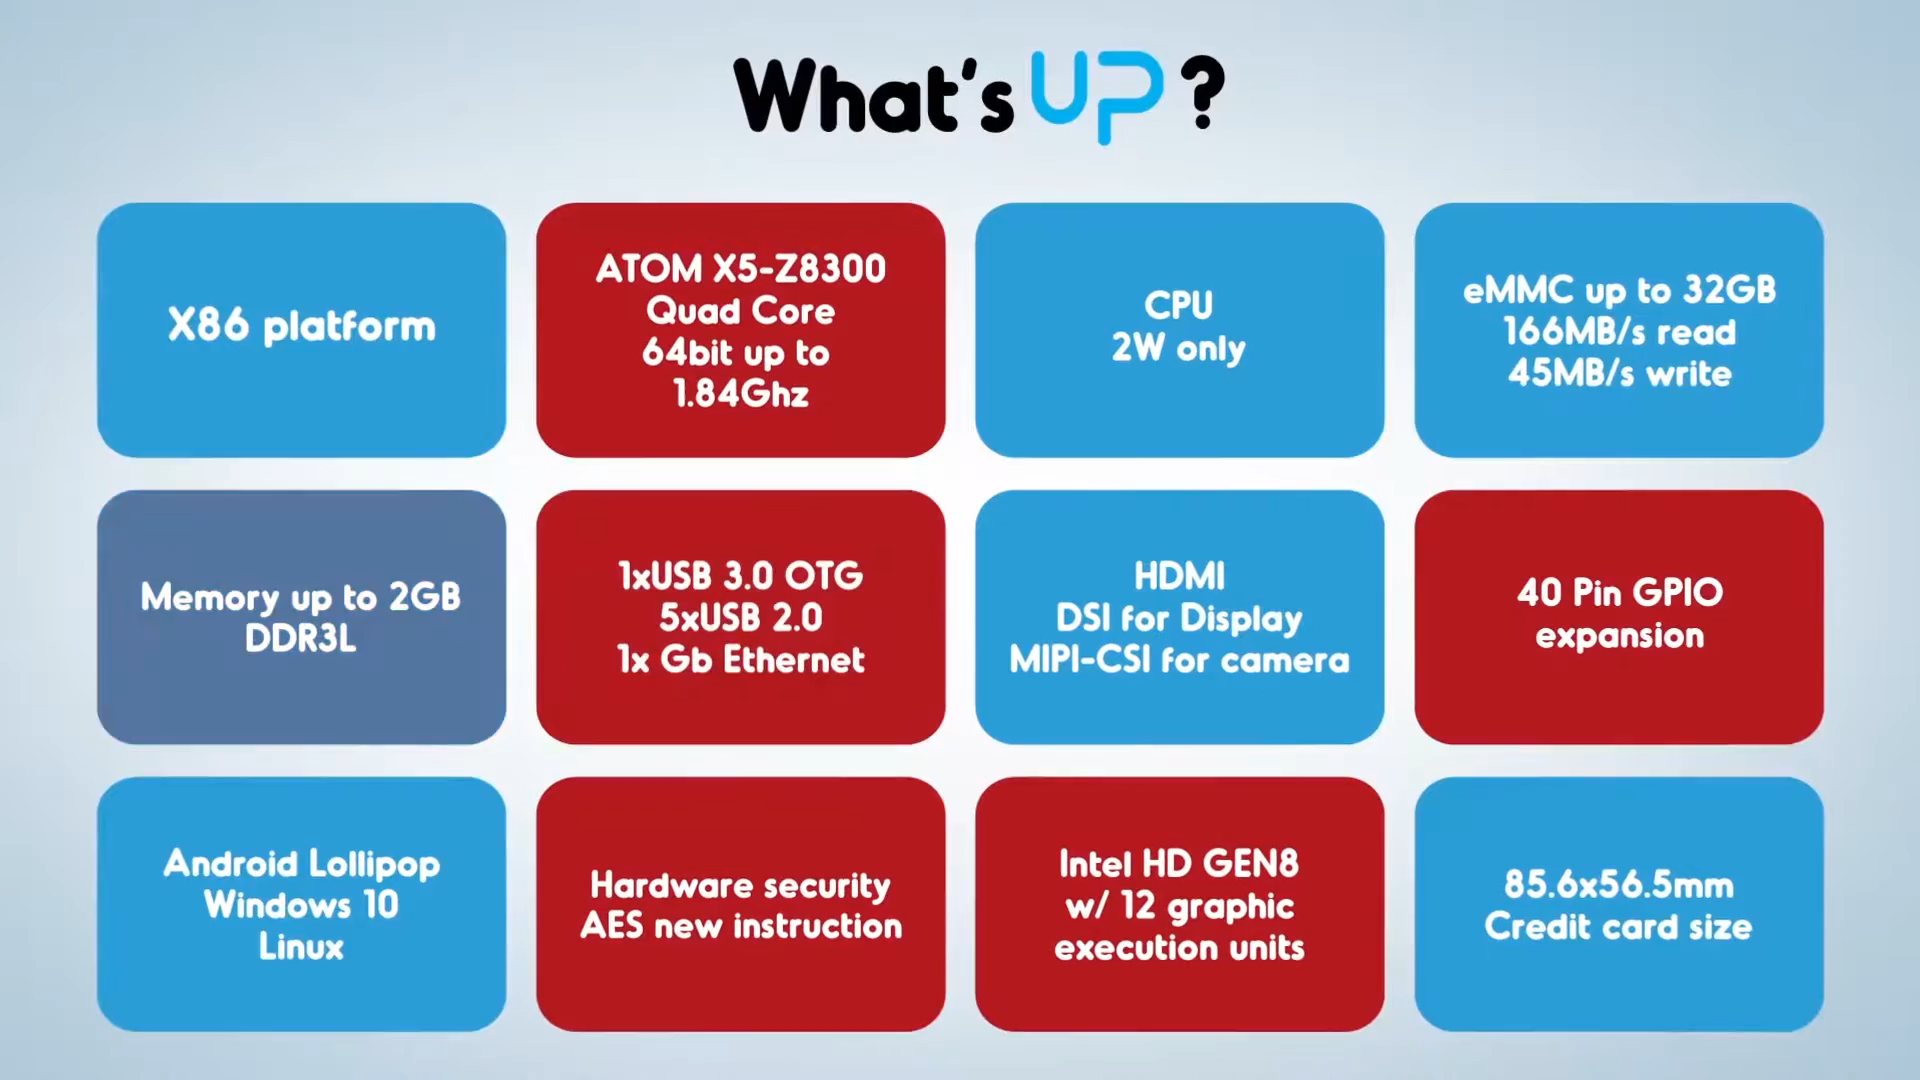 What's UP ?
X86 platform
ATOM X5-Z8300
Quad Core
64bit up to
1.84Ghz
CPU
2W only
eMMC up to 32GB
166MB/s read
45MB/s write
Memory up to 2GB
DDR3L
1xUSB 3.0 OTG
5xUSB 2.0
1x Gb Ethernet
HDMI
DSI for Display
MIPI-CSI for camera
40 Pin GPIO
expansion
Android Lollipop
Windows 10
Linux
Hardware security
AES new instruction
Intel HD GEN8
w/ 12 graphic
execution units
85.6x56.5mm
Credit card size